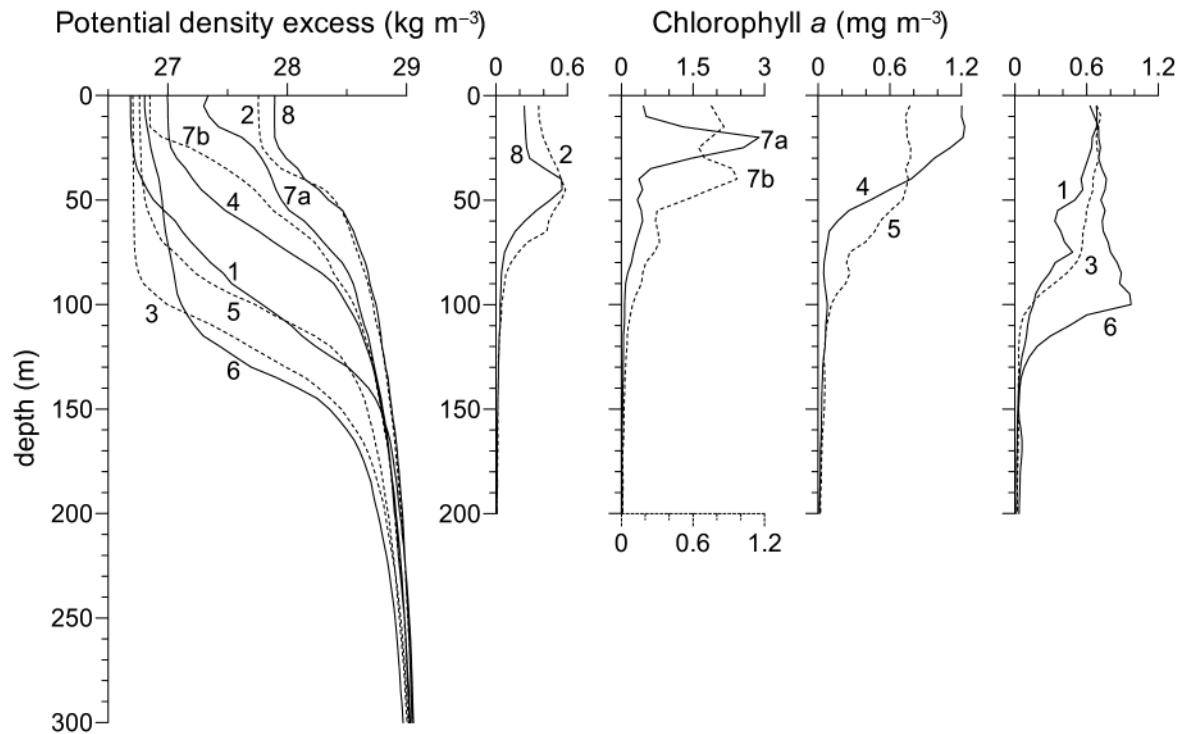 Potential density excess (kg m⁻³)
Chlorophyll a (mg m⁻³)
27 28 29
0 0.6
0 1.5 3
0 0.6 1.2
0 0.6 1.2
0
50
100
150
200
250
300
depth (m)
7b
2
8
4
7a
1
3
5
6
0
50
100
150
200
8
2
7a
7b
0 0.6 1.2
4
5
1
3
6